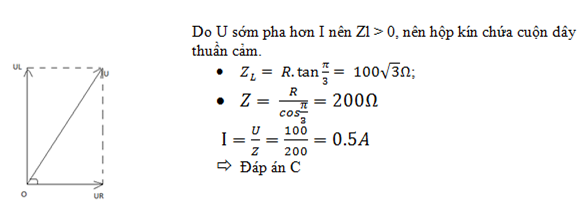 Do U sớm pha hơn I nên Zl > 0, nên hộp kín chứa cuộn dây
thuần cảm.
• Z_L = R.tan π/3 = 100√3Ω;
• Z = R/cos π/3 = 200Ω
I = U/Z = 100/200 = 0.5A
⇨ Đáp án C
UL
U
O
UR